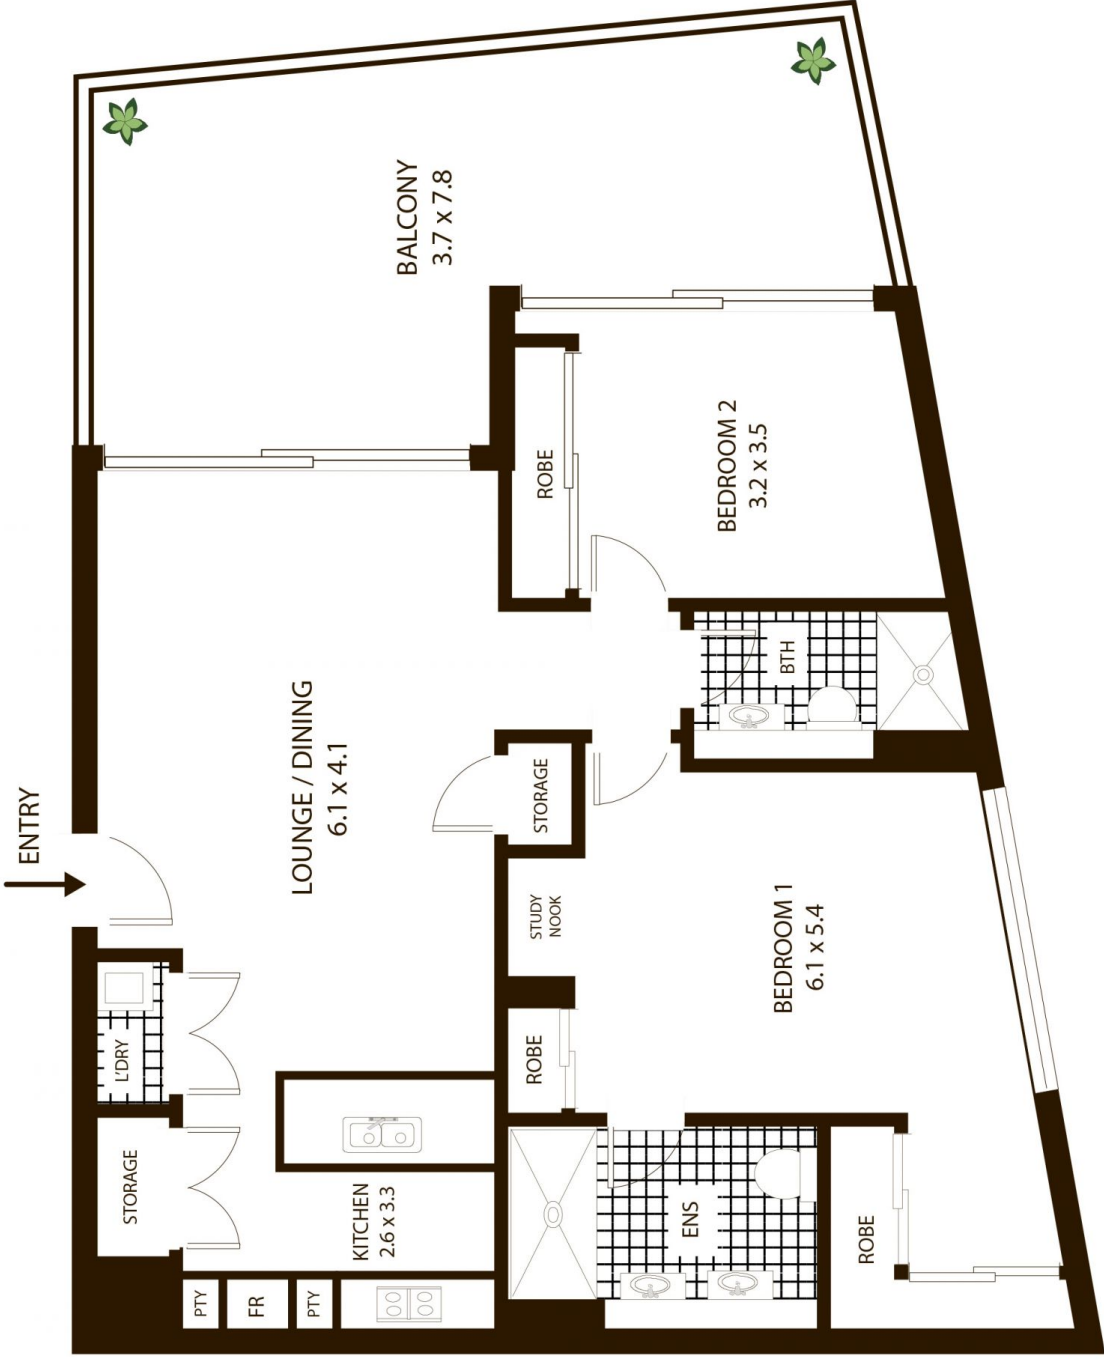 BALCONY
3.7 x 7.8
ROBE
BEDROOM 2
3.2 x 3.5
BTH
ENTRY
LOUNGE / DINING
6.1 x 4.1
STORAGE
STUDY
NOOK
BEDROOM 1
6.1 x 5.4
L'DRY
ROBE
STORAGE
KITCHEN
2.6 x 3.3
ENS
ROBE
PTY
FR
PTY